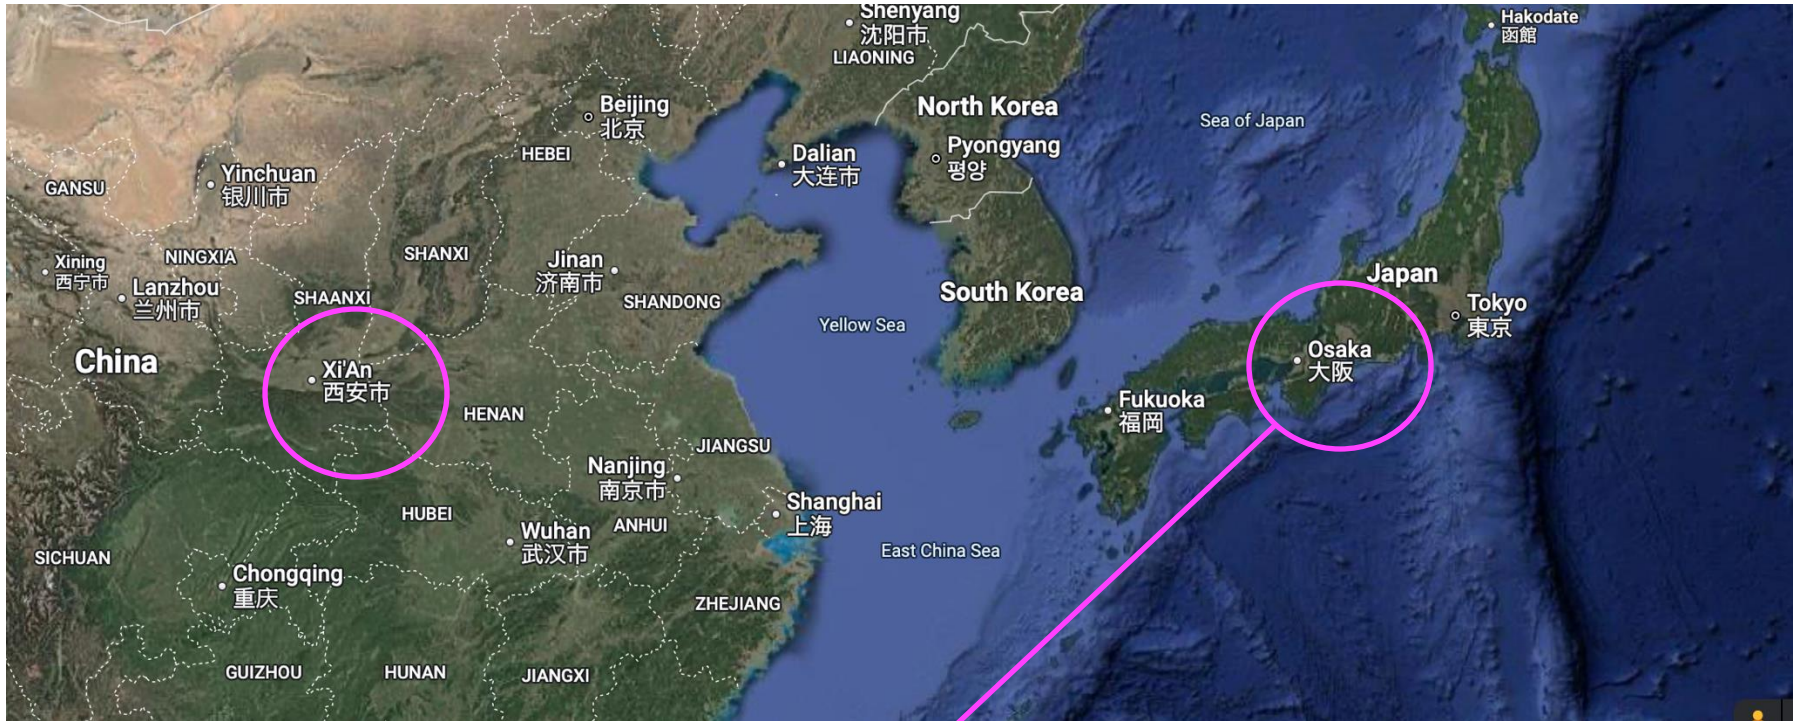 Shenyang
沈阳市
LIAONING
Hakodate
函館
Beijing
北京
HEBEI
North Korea
Sea of Japan
Pyongyang
평양
Dalian
大连市
Yinchuan
银川市
GANSU
NINGXIA
SHANXI
Xining
西宁市
Lanzhou
兰州市
SHAANXI
Jinan
济南市
SHANDONG
Yellow Sea
South Korea
Japan
Tokyo
東京
China
Xi'An
西安市
HENAN
Osaka
大阪
Fukuoka
福岡
JIANGSU
Nanjing
南京市
Shanghai
上海
HUBEI
Wuhan
武汉市
ANHUI
East China Sea
SICHUAN
Chongqing
重庆
ZHEJIANG
GUIZHOU
HUNAN
JIANGXI